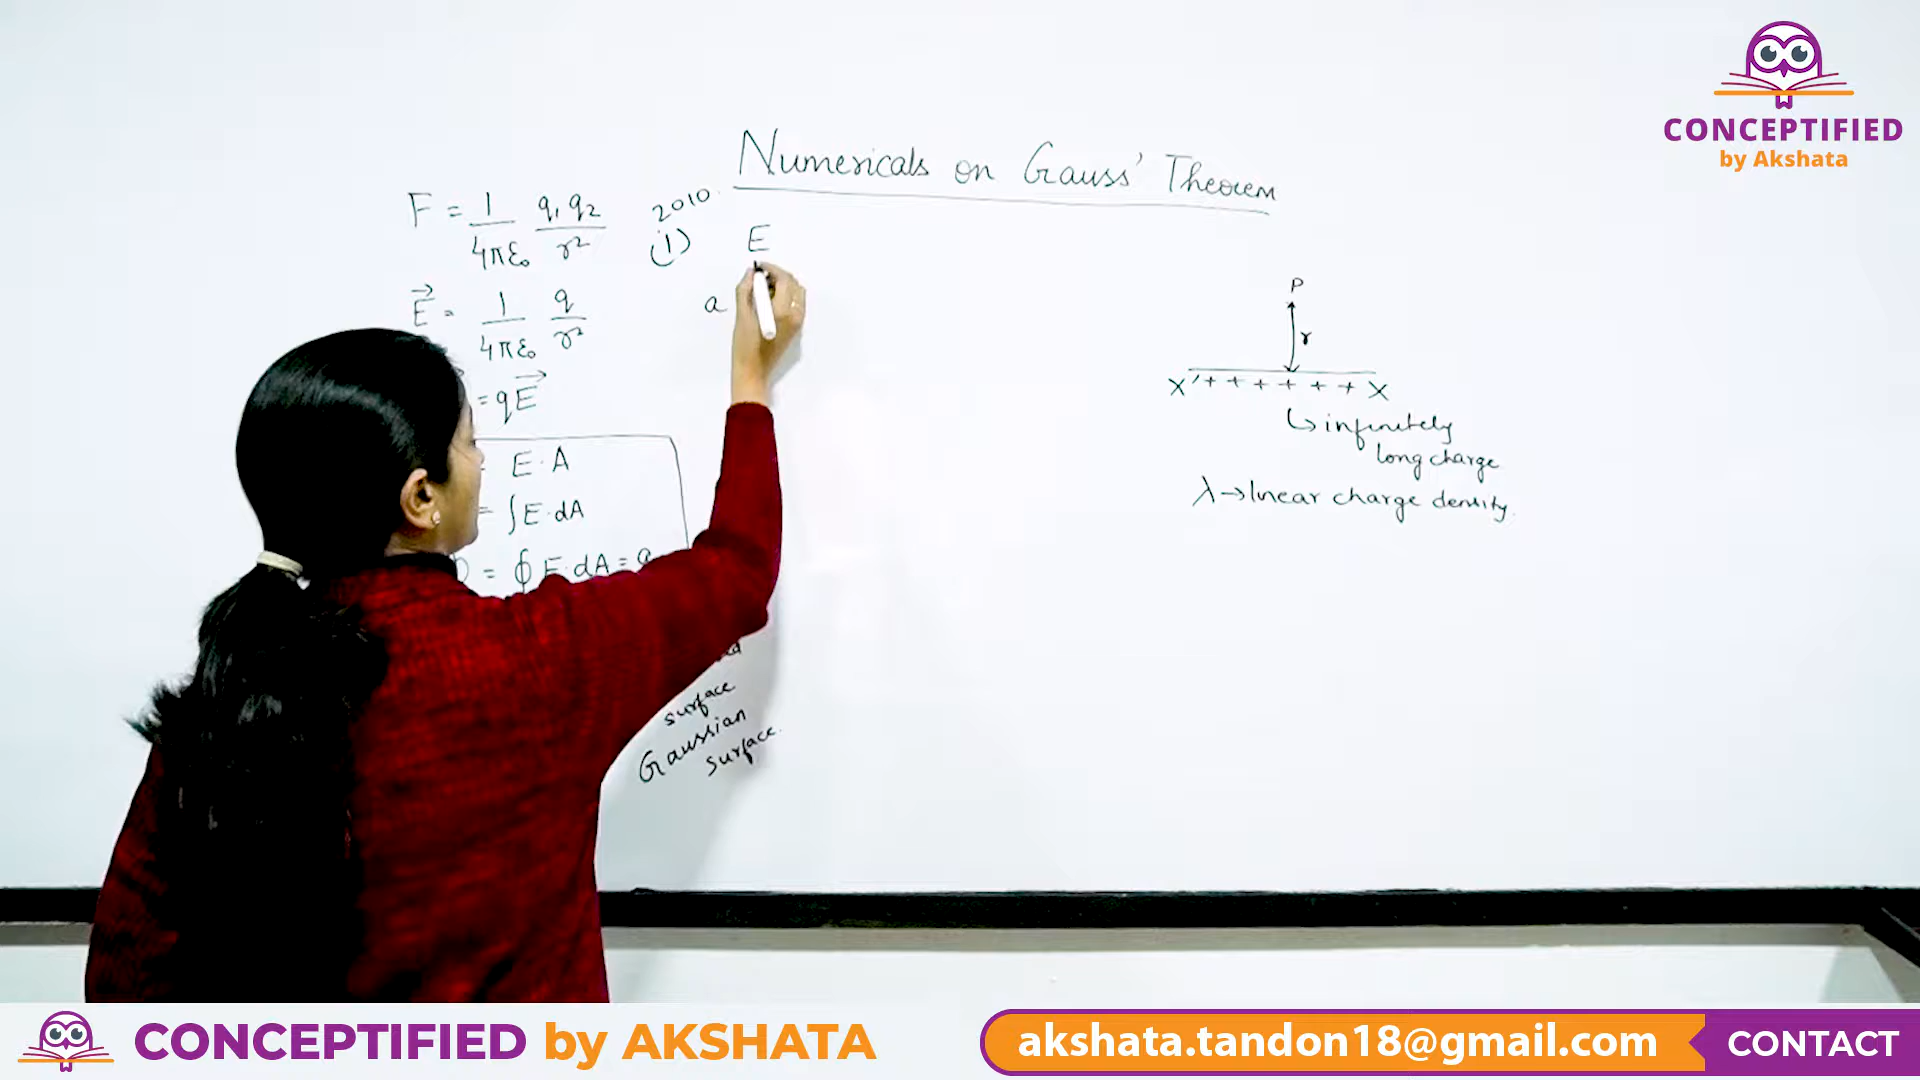 CONCEPTIFIED
by Akshata
Numericals on Gauss' Theorem
F = 1/4πε₀ q₁q₂/r²
2010.
(1)
E
a
E⃗ = 1/4πε₀ q/r²
= qE⃗
E·A
= ∫E·dA
= ∮E·dA = q
surface
Gaussian
surface.
P
r
X' + + + + + + X
↳ infinitely
long charge
λ → linear charge density.
CONCEPTIFIED by AKSHATA
akshata.tandon18@gmail.com
CONTACT